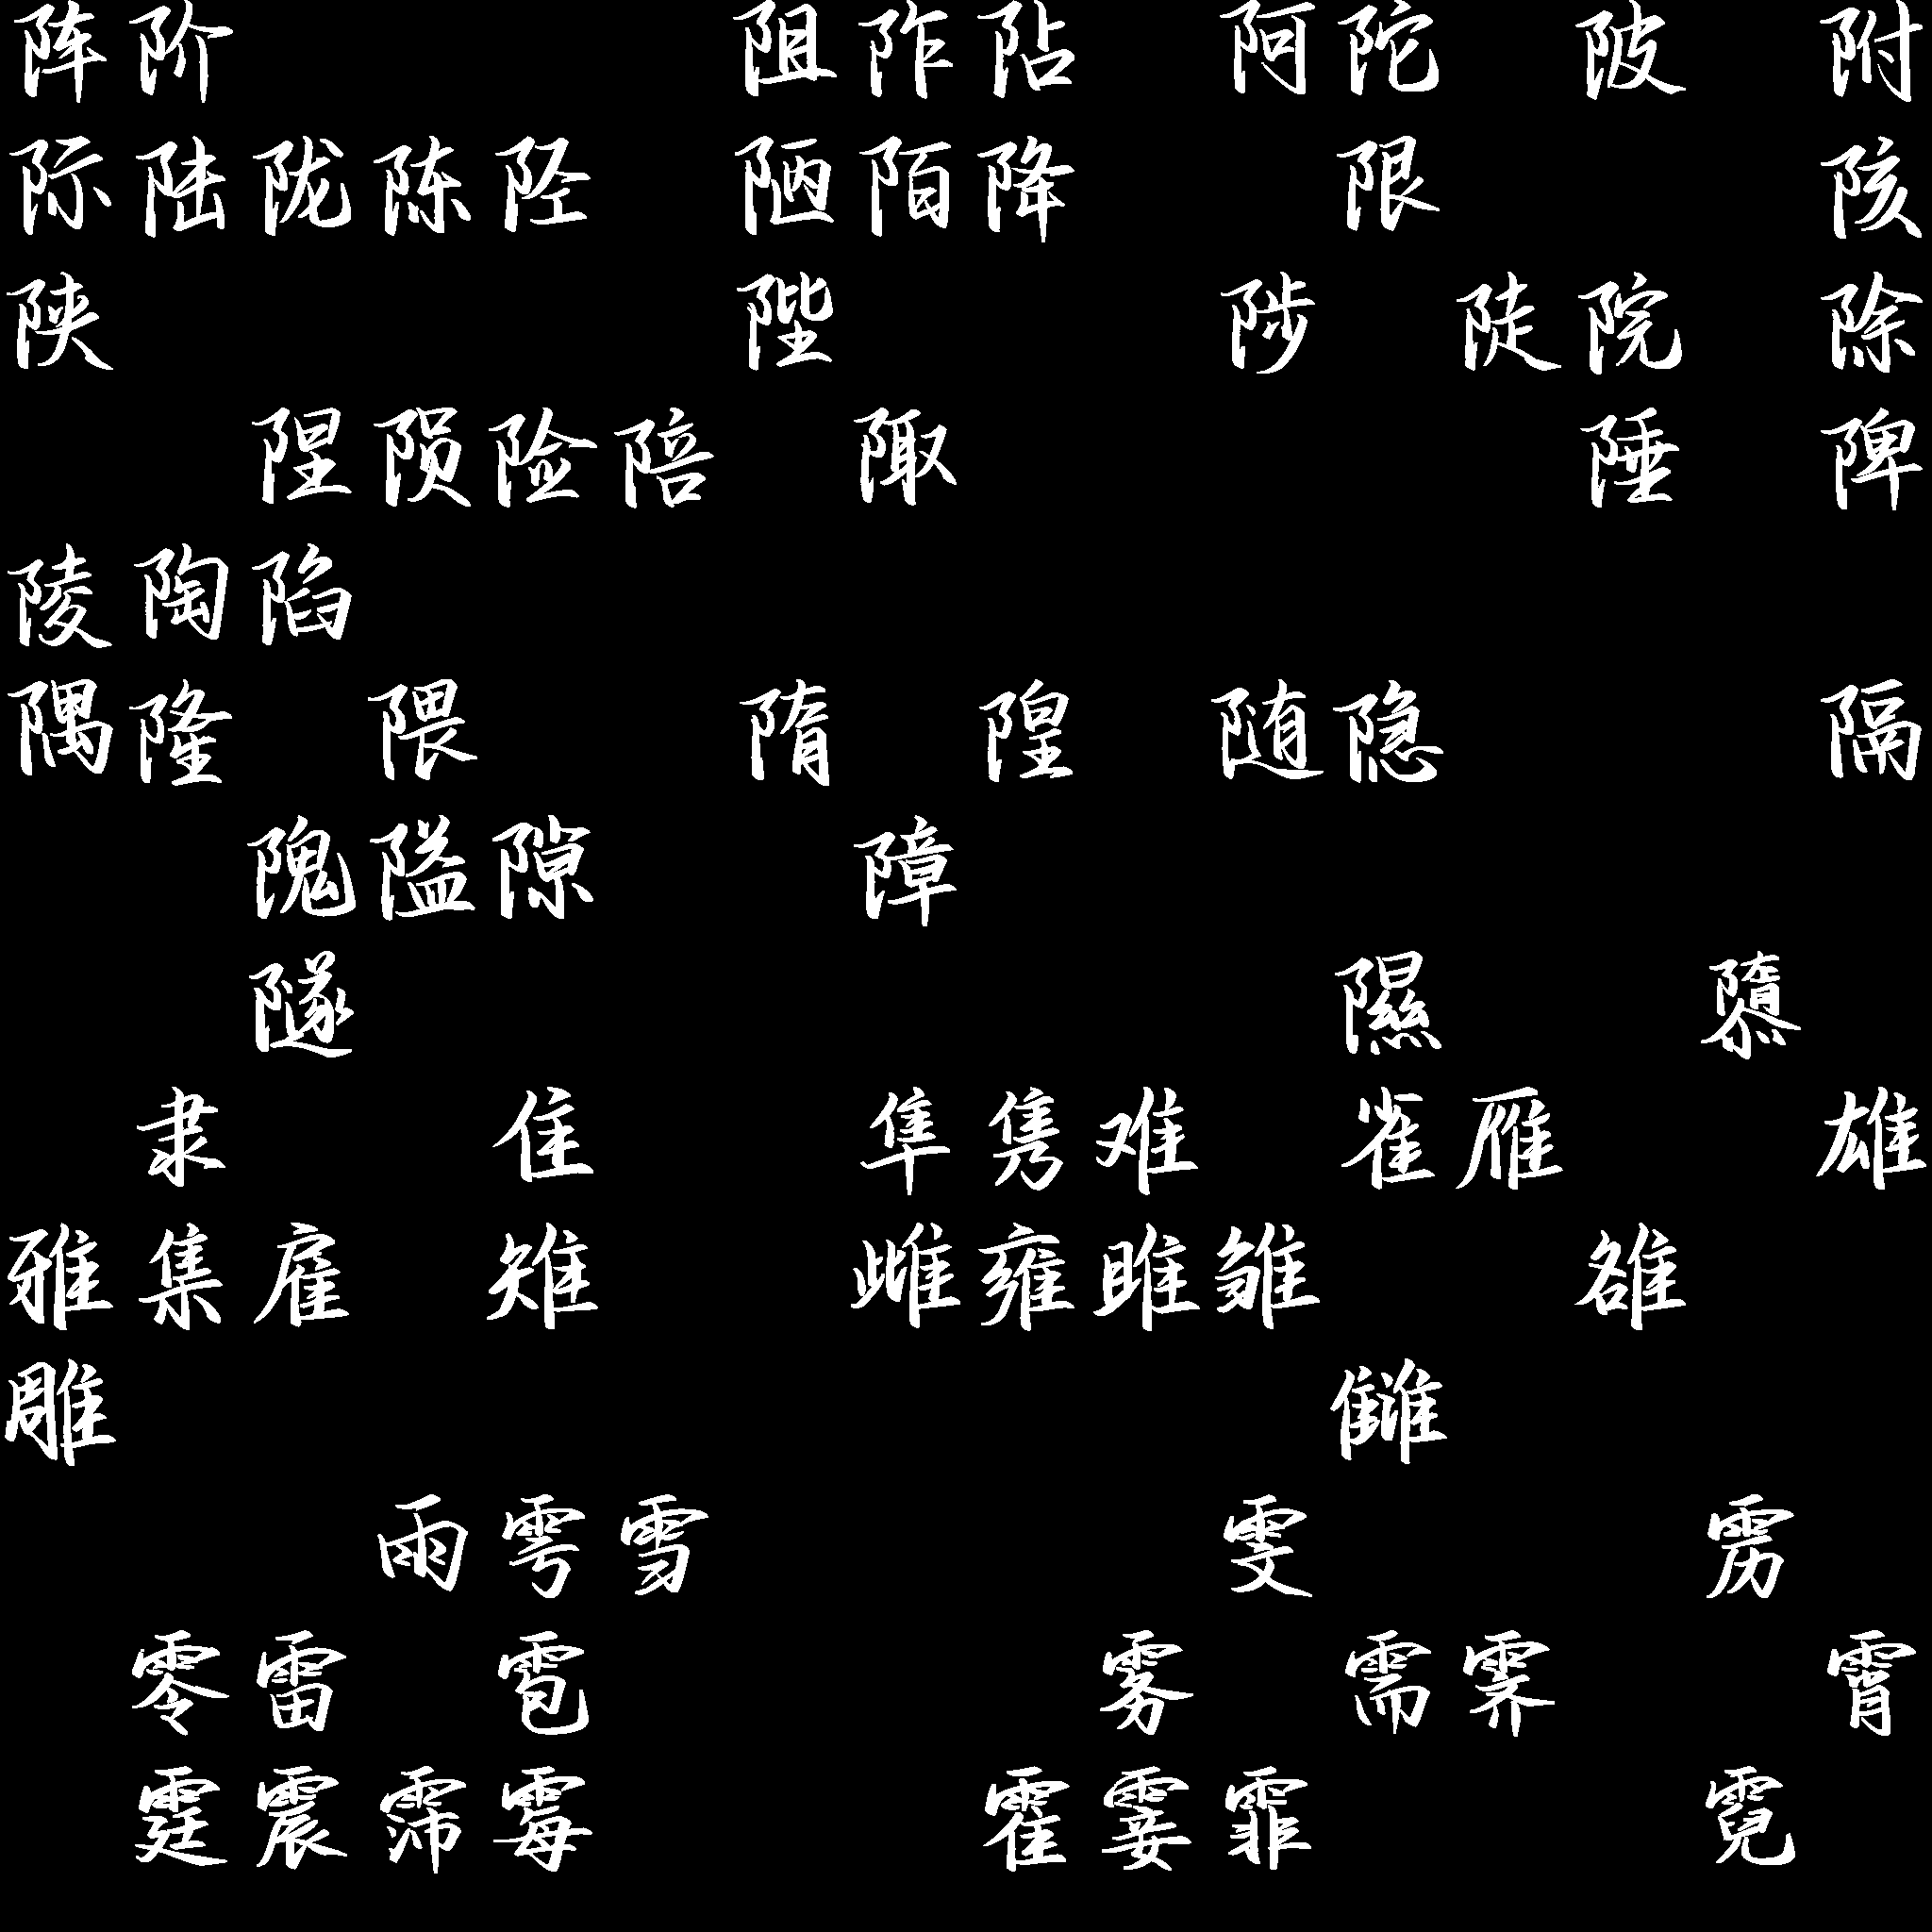 阵阶阻阼阽阿陀陂附
际陆陇陈陉陋陌降限陔
陕陛陟陡院除
陧陨险陪陬陲陴
陵陶陷
隅隆隈隋隍随隐隔
隗隘隙障
隧隰隳
隶隹隼隽难雀雁雄
雅集雇雉雌雍雎雏雒
雕雠
雨雩雪雯雳
零雷雹雾需霁霄
霆震霈霉霍霎霏霓